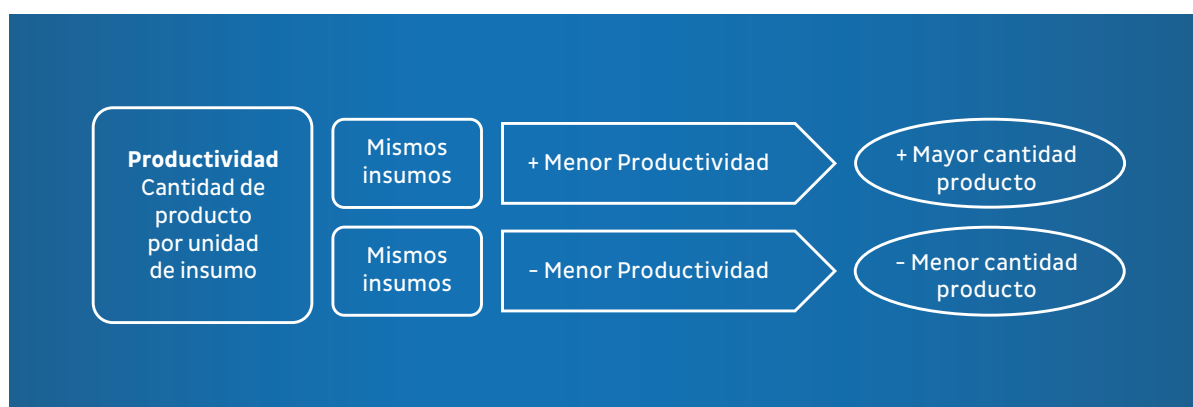 Productividad
Cantidad de
producto
por unidad
de insumo
Mismos
insumos
+ Menor Productividad
+ Mayor cantidad
producto
Mismos
insumos
- Menor Productividad
- Menor cantidad
producto